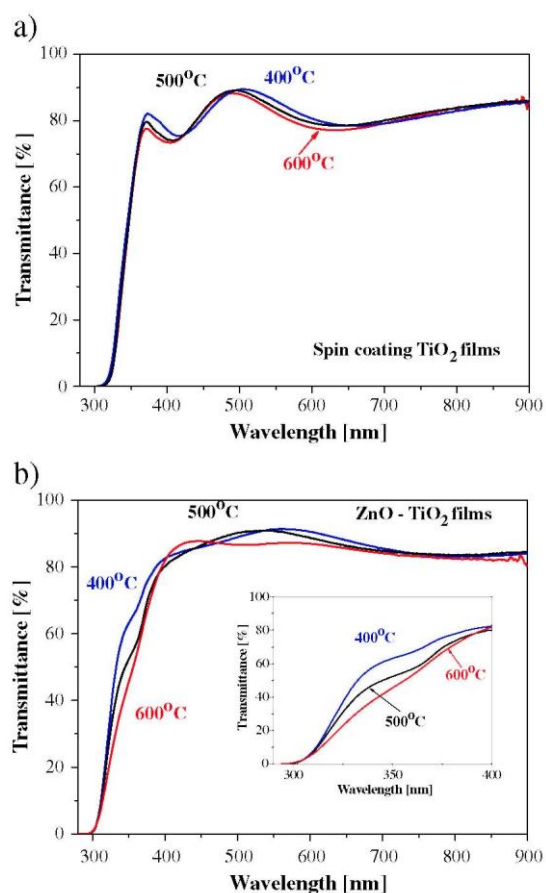 a)
100
80
60
40
20
0
Transmittance [%]
500°C
400°C
600°C
Spin coating TiO₂ films
300 400 500 600 700 800 900
Wavelength [nm]
b)
100
80
60
40
20
0
Transmittance [%]
500°C
ZnO - TiO₂ films
400°C
600°C
100
80
60
40
20
0
Transmittance [%]
400°C
600°C
500°C
300 350 400
Wavelength [nm]
300 400 500 600 700 800 900
Wavelength [nm]